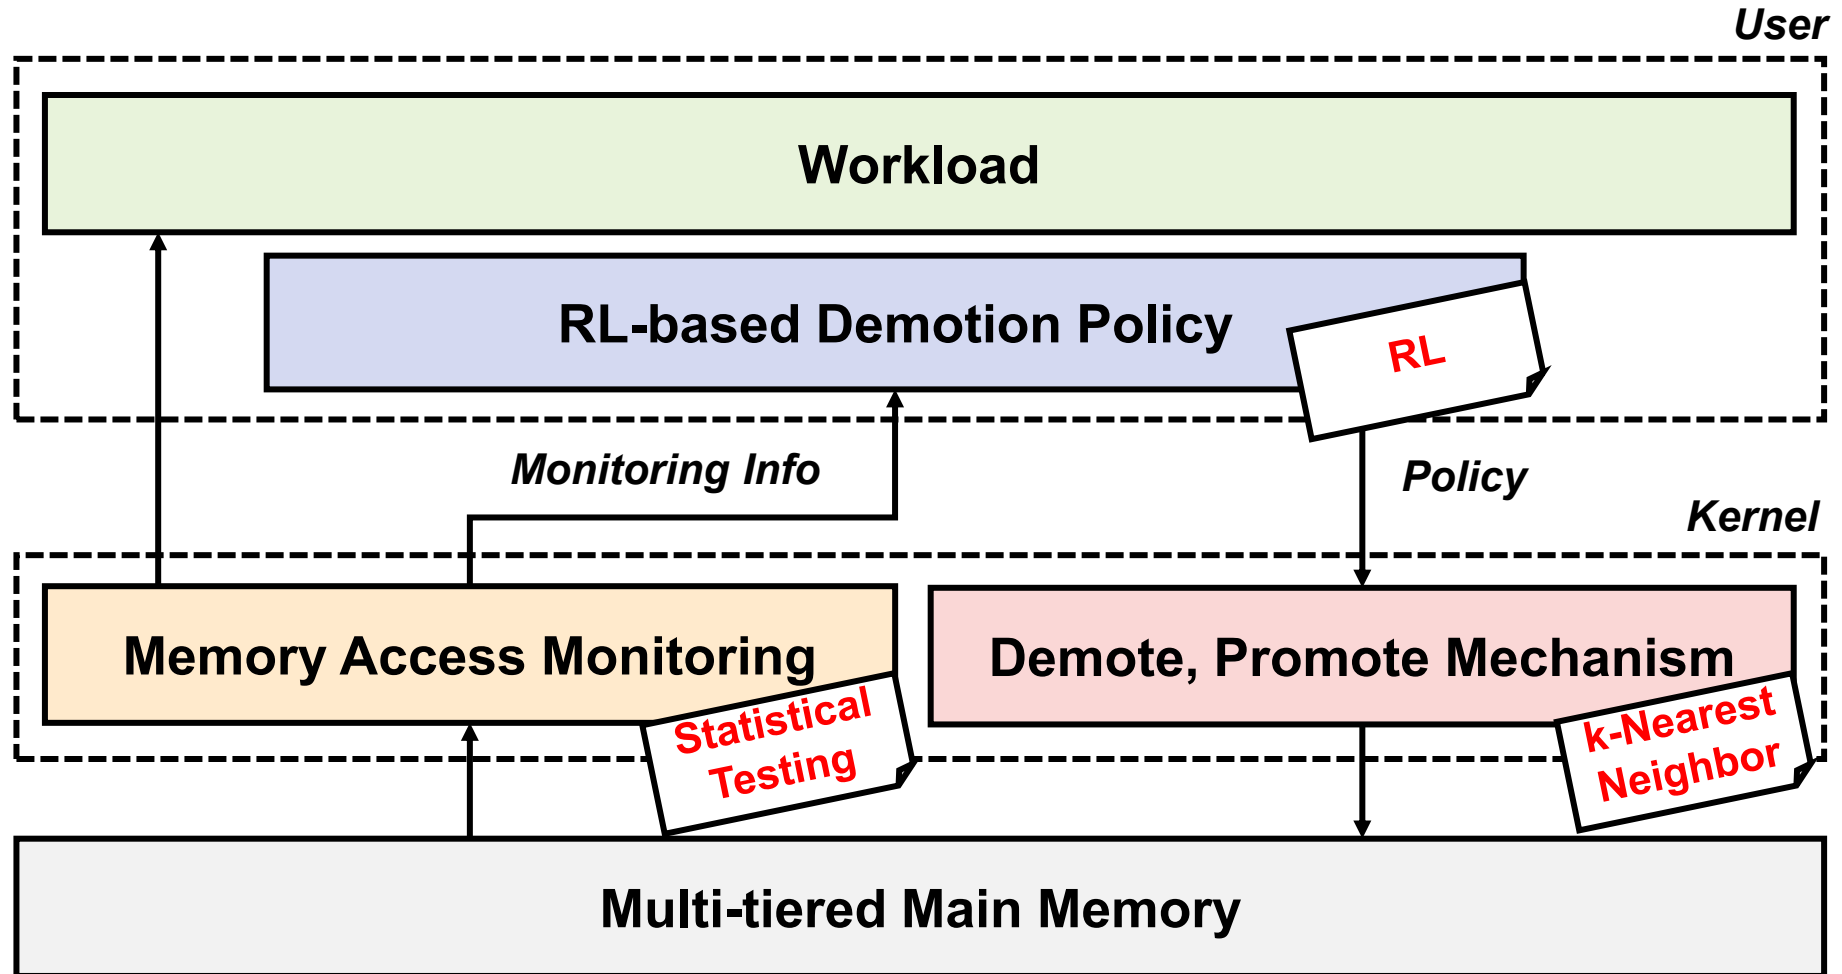 User
Workload
RL-based Demotion Policy
RL
Monitoring Info
Policy
Kernel
Memory Access Monitoring
Statistical
Testing
Demote, Promote Mechanism
k-Nearest
Neighbor
Multi-tiered Main Memory